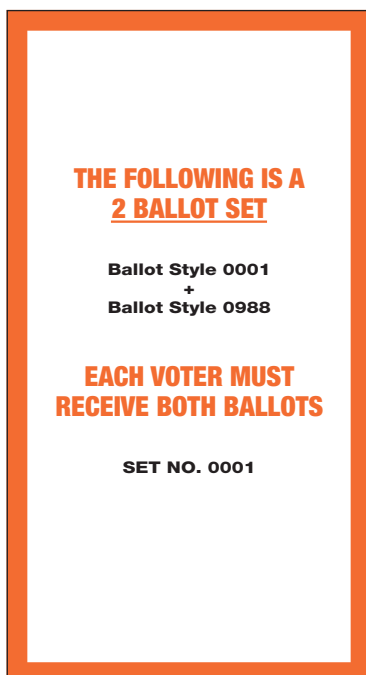 THE FOLLOWING IS A
2 BALLOT SET
Ballot Style 0001
+
Ballot Style 0988
EACH VOTER MUST
RECEIVE BOTH BALLOTS
SET NO. 0001